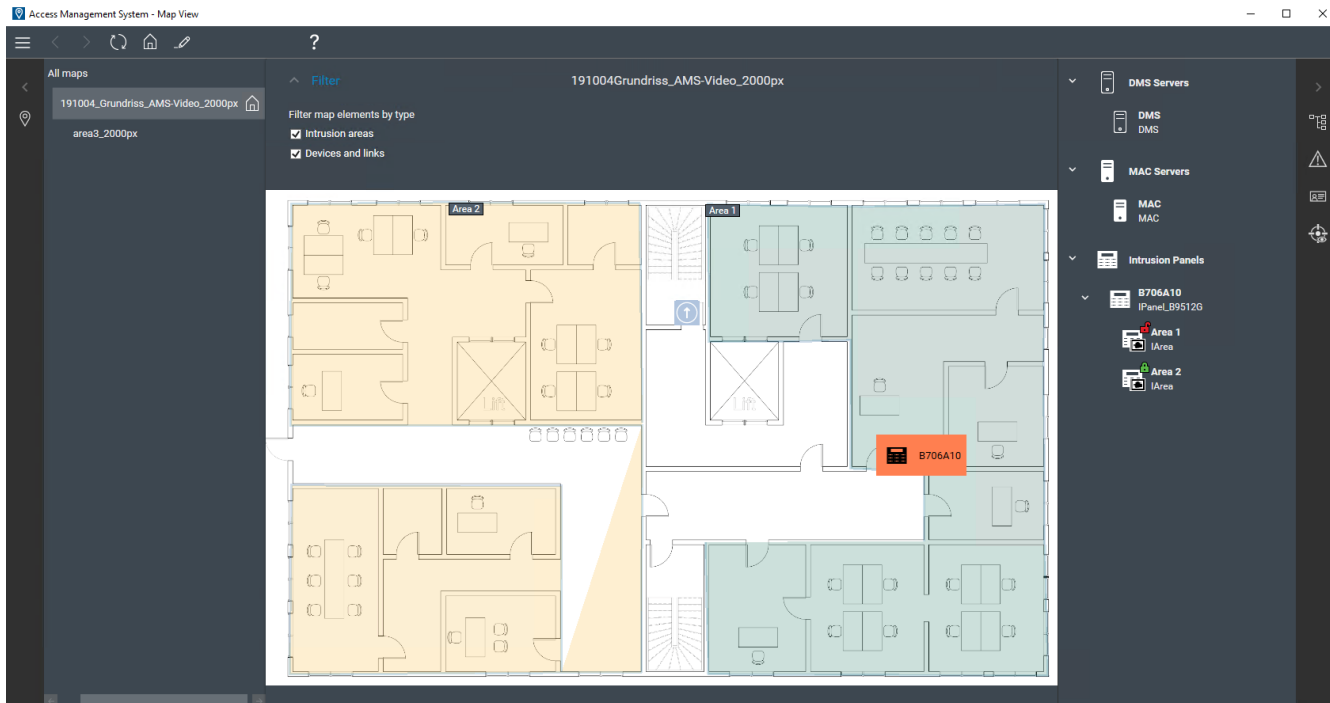 Access Management System - Map View
?
All maps
191004_Grundriss_AMS-Video_2000px
area3_2000px
Filter
191004Grundriss_AMS-Video_2000px
Filter map elements by type
Intrusion areas
Devices and links
Area 2
Area 1
Lift
Lift
B706A10
DMS Servers
DMS
DMS
MAC Servers
MAC
MAC
Intrusion Panels
B706A10
IPanel_B9512G
Area 1
IArea
Area 2
IArea